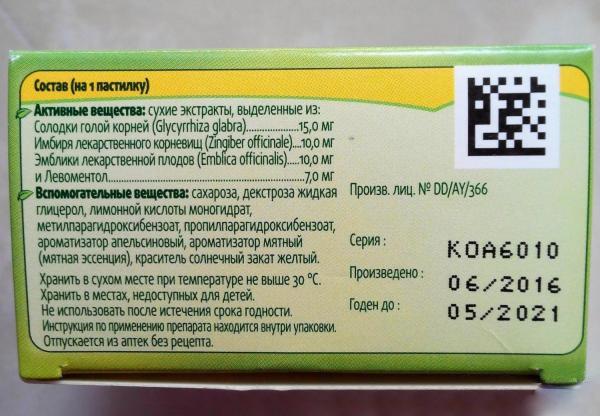 Состав (на 1 пастилку)
Активные вещества: сухие экстракты, выделенные из:
Солодки голой корней (Glycyrrhiza glabra)....................15,0 мг
Имбиря лекарственного корневищ (Zingiber officinale)....10,0 мг
Эмблики лекарственной плодов (Emblica officinalis)....10,0 мг
и Левоментол............................................................7,0 мг
Вспомогательные вещества: сахароза, декстроза жидкая
глицерол, лимонной кислоты моногидрат,
метилпарагидроксибензоат, пропилпарагидроксибензоат,
ароматизатор апельсиновый, ароматизатор мятный
(мятная эссенция), краситель солнечный закат желтый.
Хранить в сухом месте при температуре не выше 30 °C.
Хранить в местах, недоступных для детей.
Не использовать после истечения срока годности.
Инструкция по применению препарата находится внутри упаковки.
Отпускается из аптек без рецепта.
Произв. лиц. № DD/AY/366
Серия : KOA6010
Произведено : 06/2016
Годен до : 05/2021